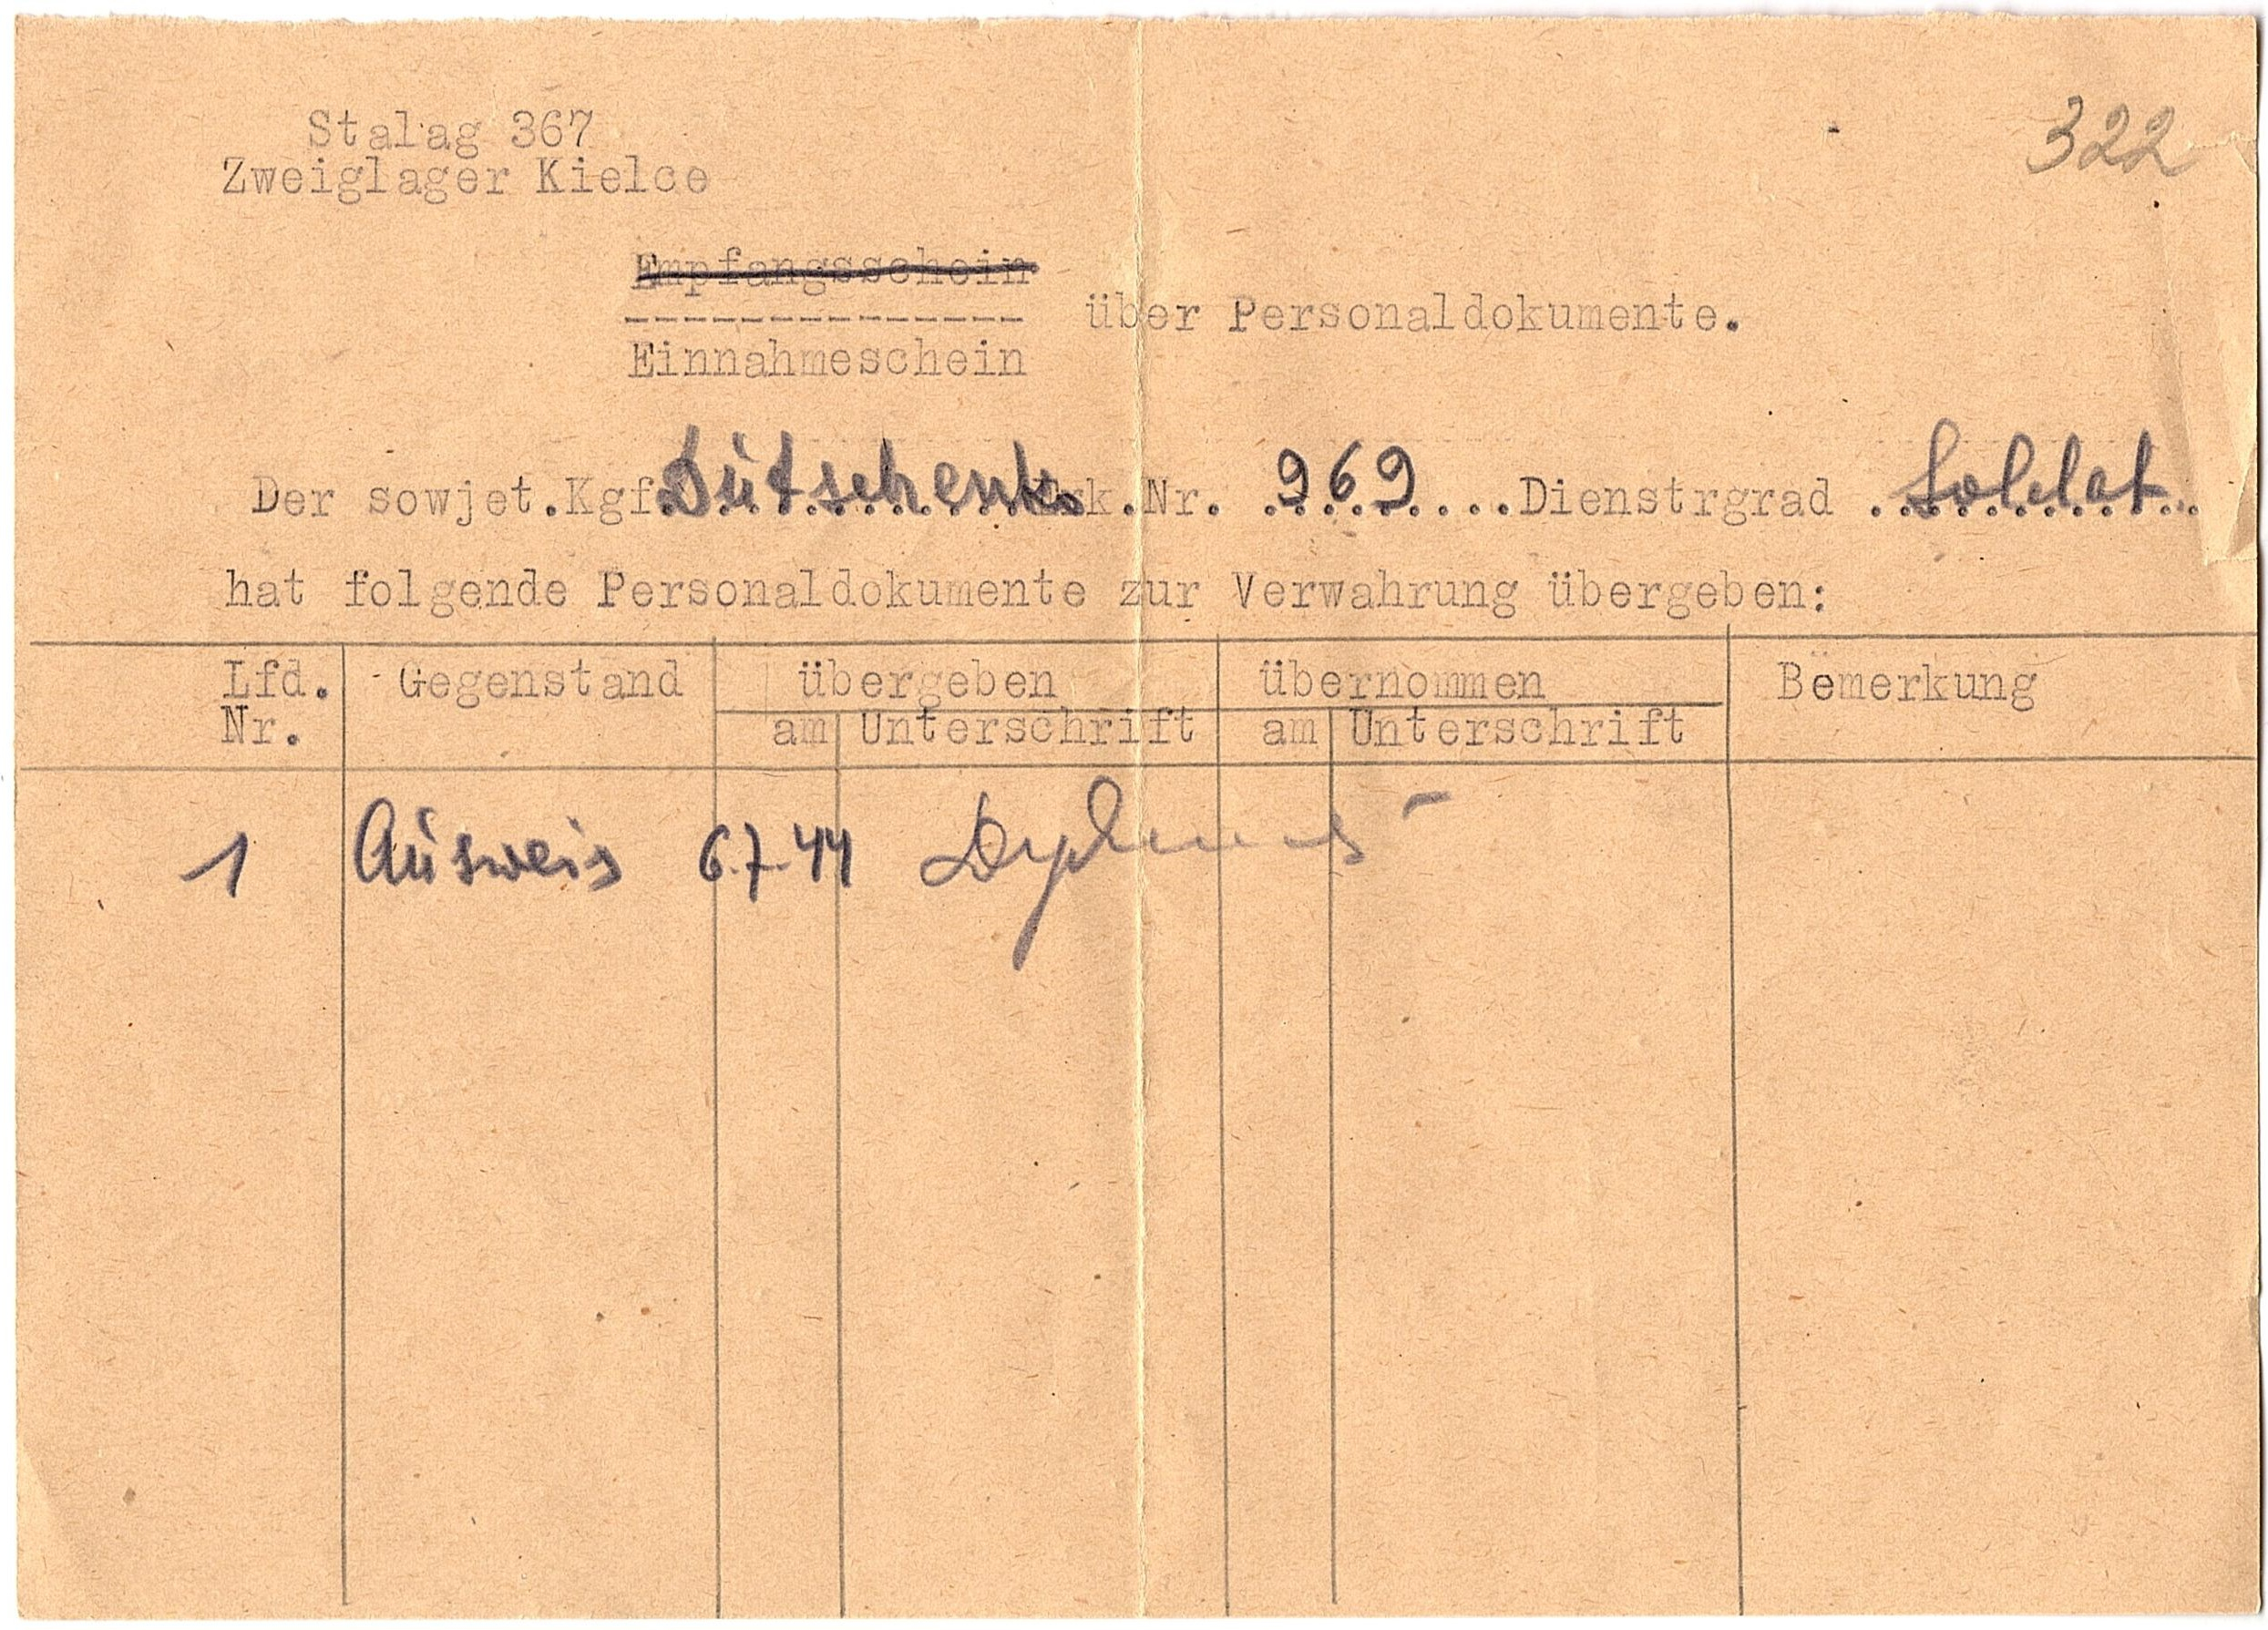 Stalag 367
322
Zweiglager Kielce
Empfangsschein
über Personaldokumente.
Einnahmeschein
Der sowjet.Kgf. Dutschenko Erk.Nr. 969 Dienstrgrad Soldat
hat folgende Personaldokumente zur Verwahrung übergeben:
Lfd. Gegenstand übergeben übernommen Bemerkung
Nr. am Unterschrift am Unterschrift
1 Ausweis 6.7.44